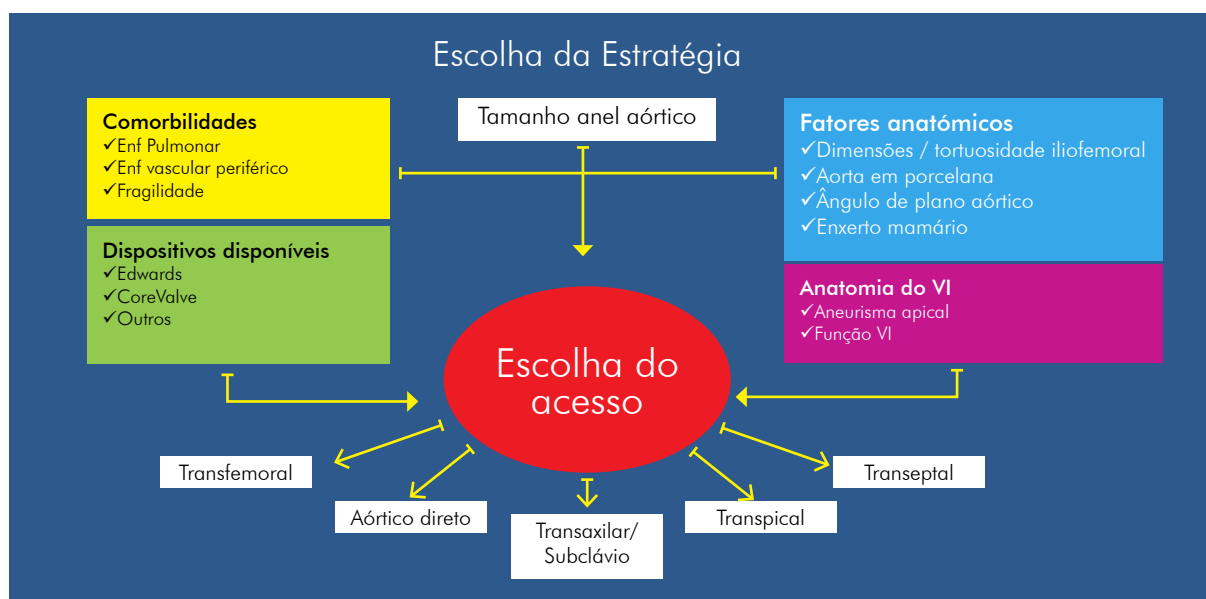 Escolha da Estratégia
Comorbilidades
✓Enf Pulmonar
✓Enf vascular periférico
✓Fragilidade
Dispositivos disponíveis
✓Edwards
✓CoreValve
✓Outros
Tamanho anel aórtico
Fatores anatómicos
✓Dimensões / tortuosidade iliofemoral
✓Aorta em porcelana
✓Ângulo de plano aórtico
✓Enxerto mamário
Anatomia do VI
✓Aneurisma apical
✓Função VI
Escolha do
acesso
Transfemoral
Aórtico direto
Transaxilar/
Subclávio
Transpical
Transeptal